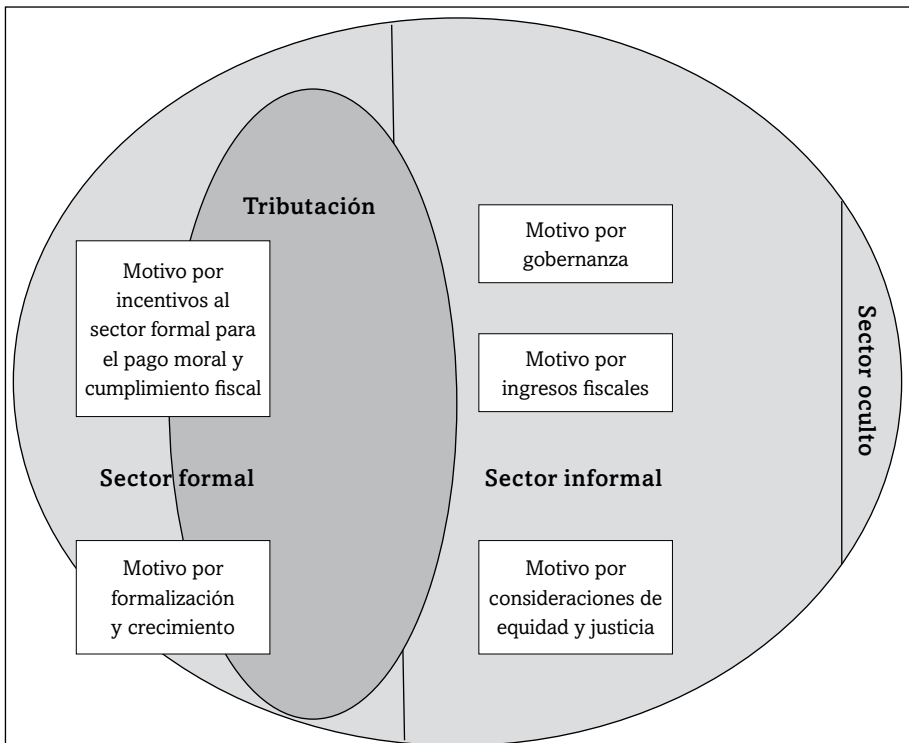 Tributación
Motivo por
incentivos al
sector formal para
el pago moral y
cumplimiento fiscal
Sector formal
Motivo por
formalización
y crecimiento
Motivo por
gobernanza
Motivo por
ingresos fiscales
Sector informal
Motivo por
consideraciones de
equidad y justicia
Sector oculto